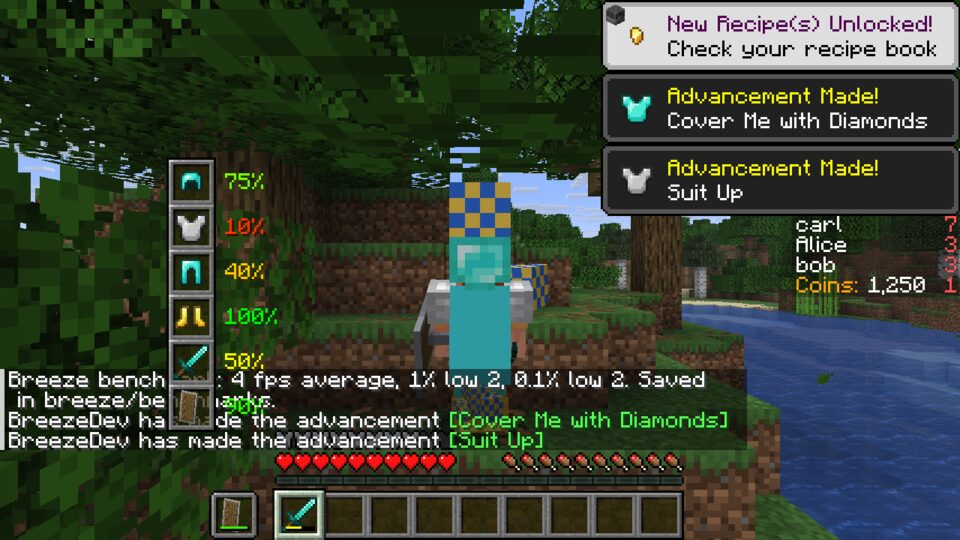 New Recipe(s) Unlocked!
Check your recipe book
Advancement Made!
Cover Me with Diamonds
Advancement Made!
Suit Up
75%
10%
40%
100%
50%
90%
carl 7
Alice 3
bob 3
Coins: 1,250 1
Breeze bench : 4 fps average, 1% low 2, 0.1% low 2. Saved
in breeze/be marks.
BreezeDev ha de the advancement [Cover Me with Diamonds]
BreezeDev has made the advancement [Suit Up]